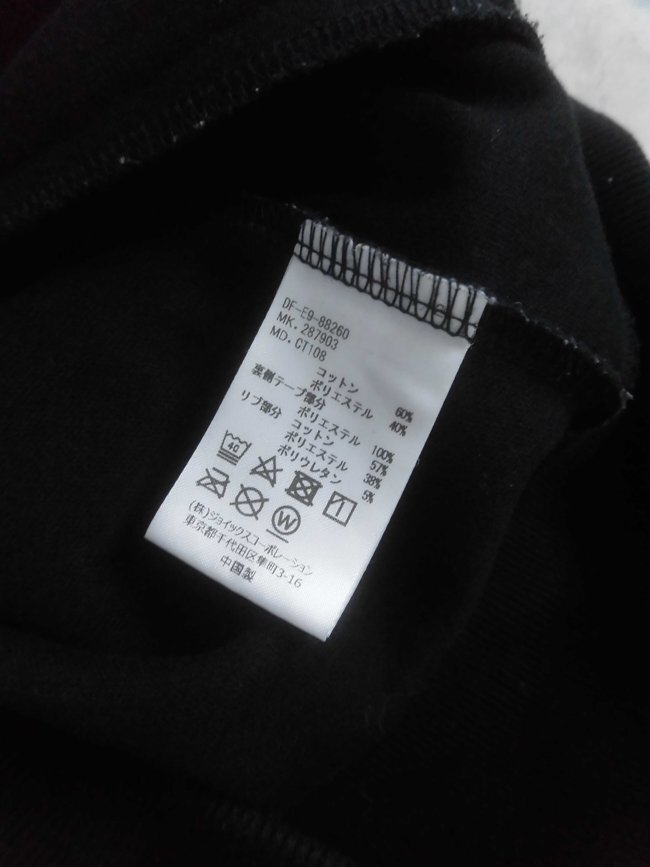 DF-E9-88260
MK. 287903
MD. CT108
コットン 60%
ポリエステル 40%
裏側テープ部分
ポリエステル 100%
リブ部分
コットン 57%
ポリエステル 38%
ポリウレタン 5%
40
W
(株)ジョイックスコーポレーション
東京都千代田区隼町3-16
中国製